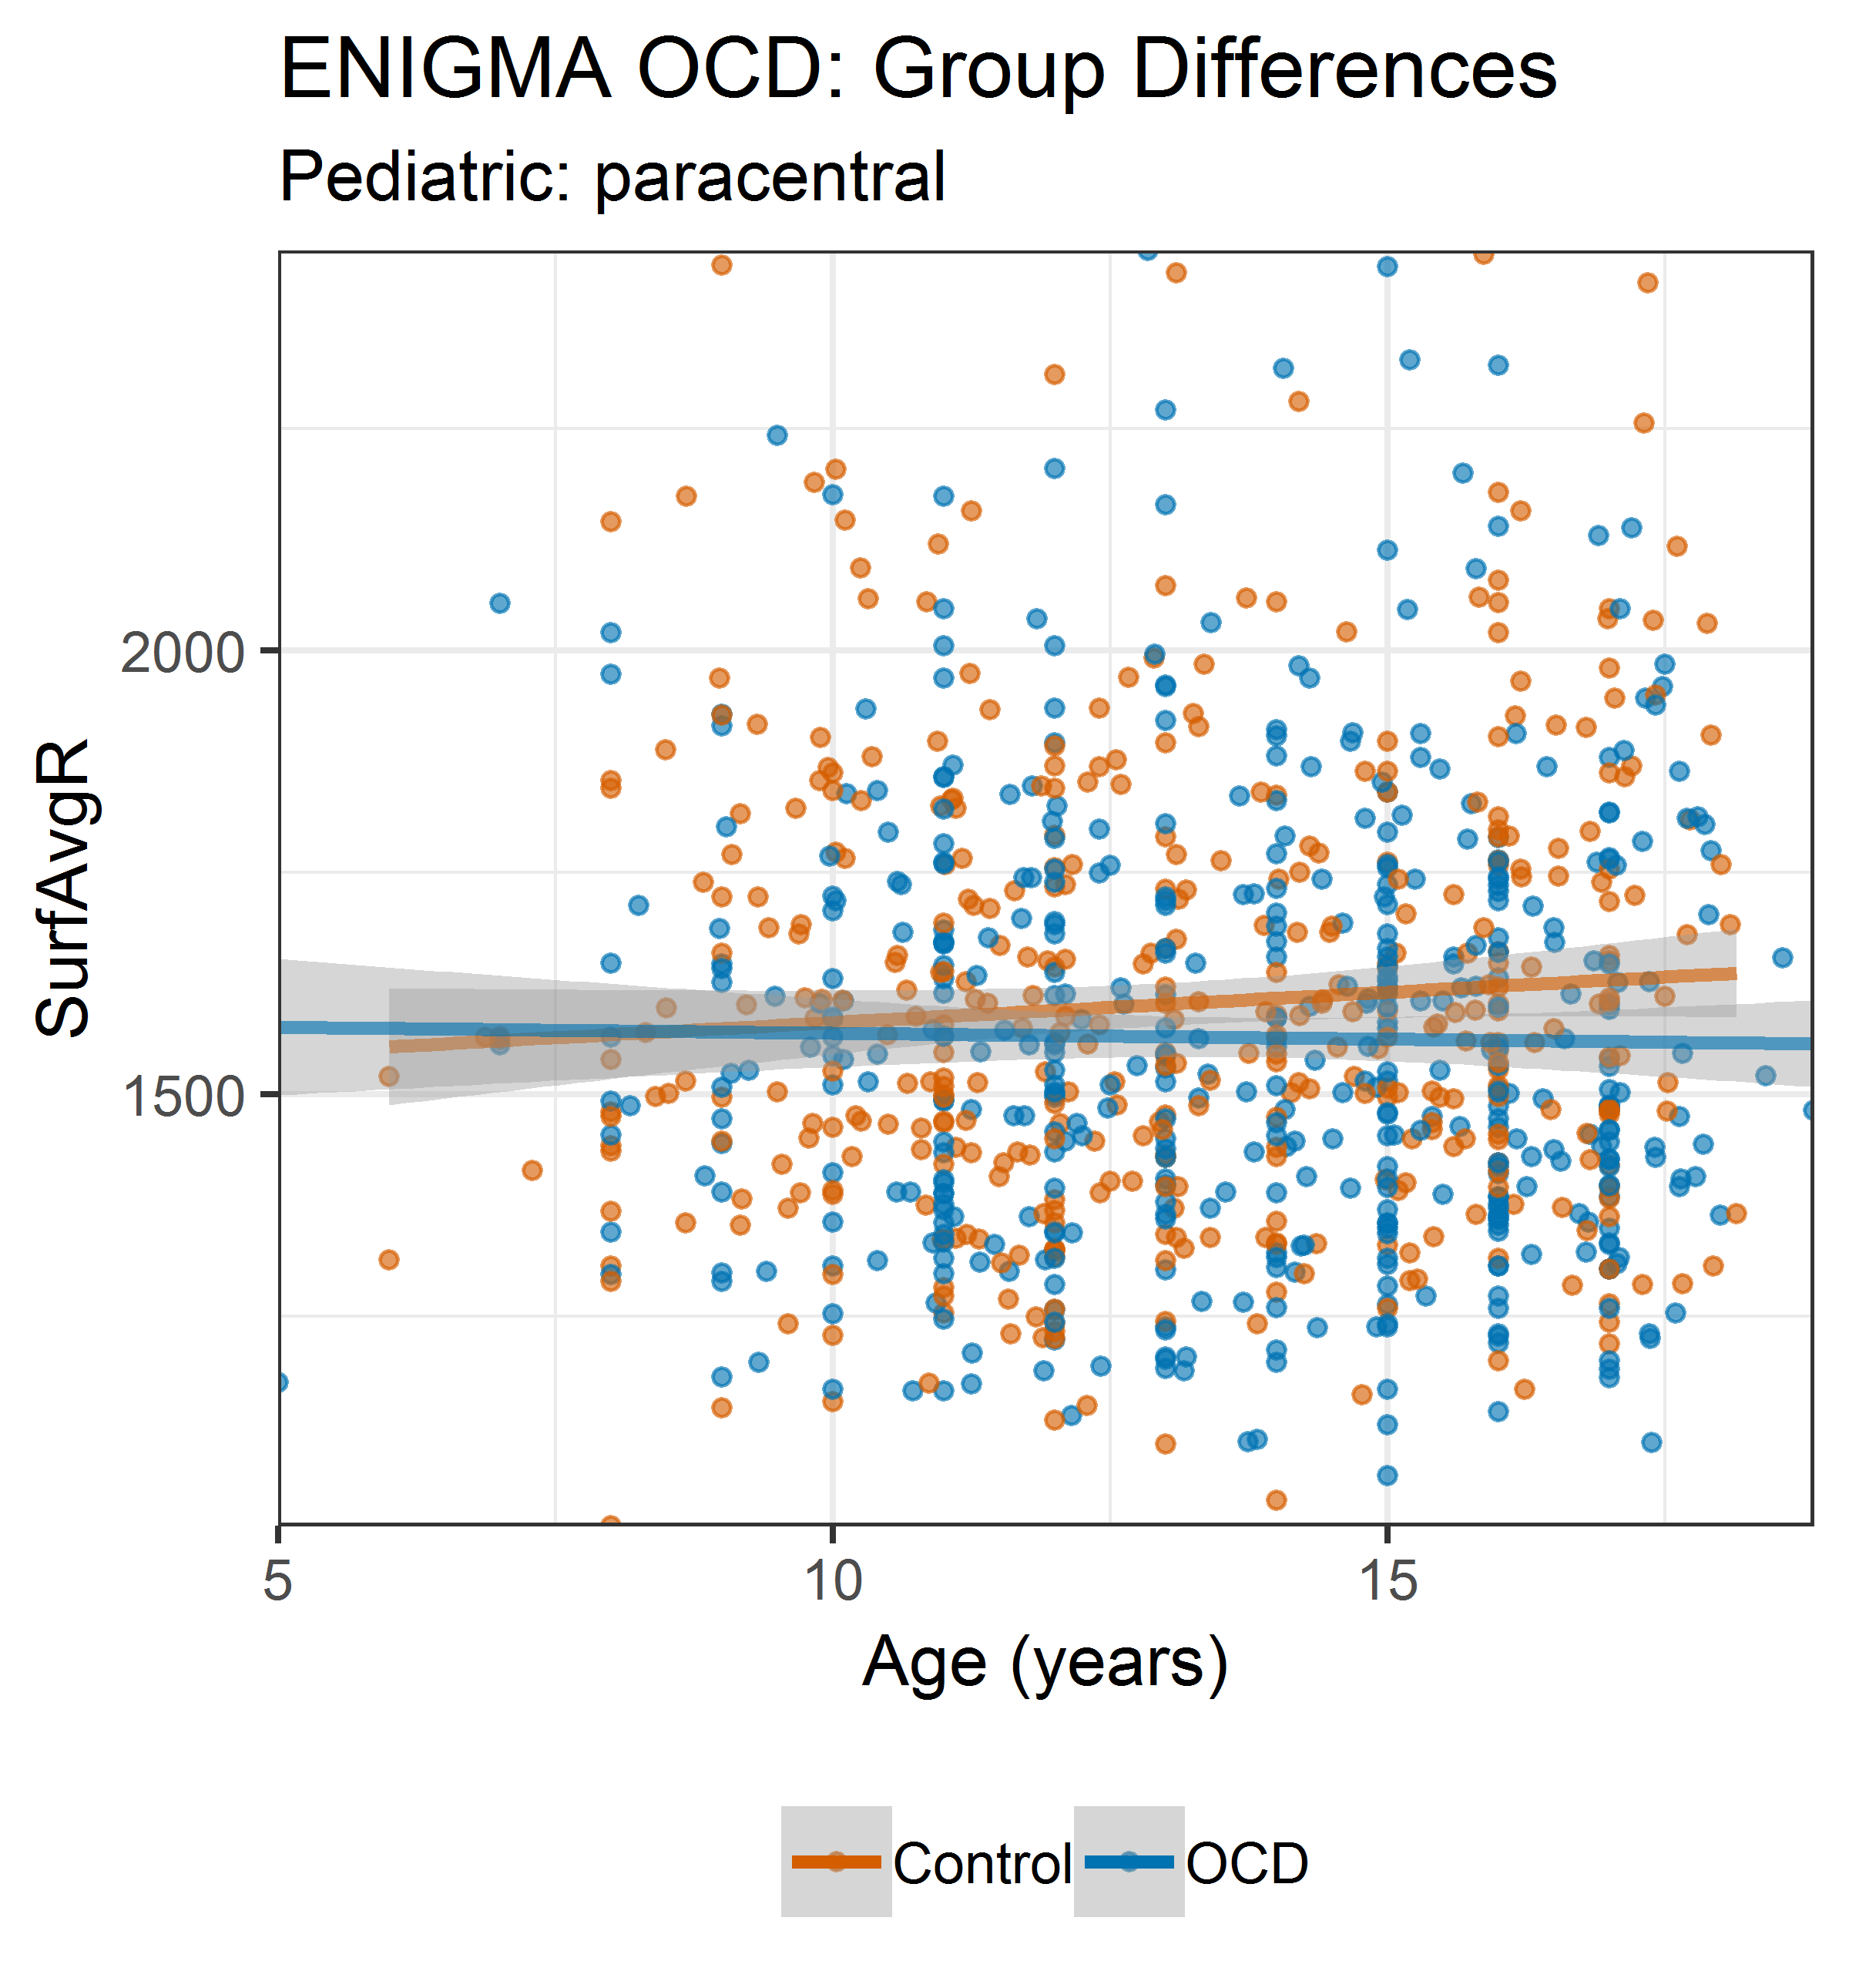 ENIGMA OCD: Group Differences
Pediatric: paracentral
SurfAvgR
2000
1500
5 10 15
Age (years)
Control OCD